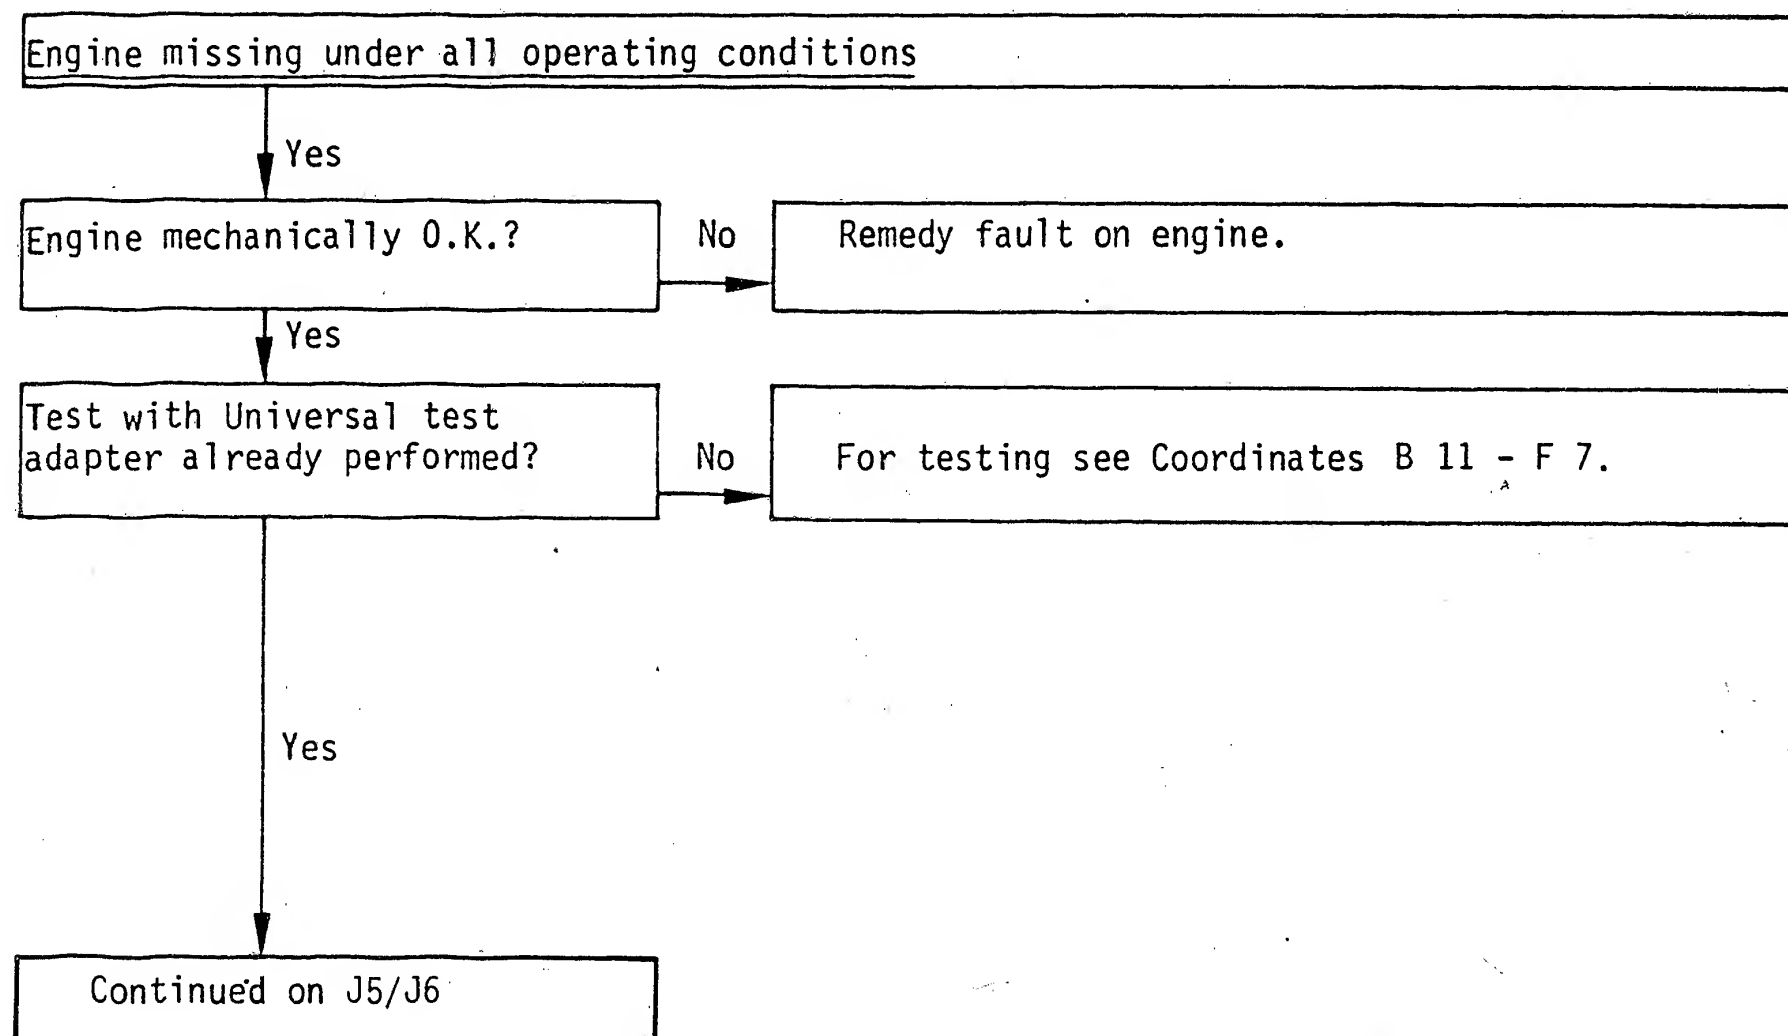 Engine missing under all operating conditions
Yes
Engine mechanically O.K.?
No
Remedy fault on engine.
Yes
Test with Universal test
adapter already performed?
No
For testing see Coordinates B 11 - F 7.
Yes
Continued on J5/J6